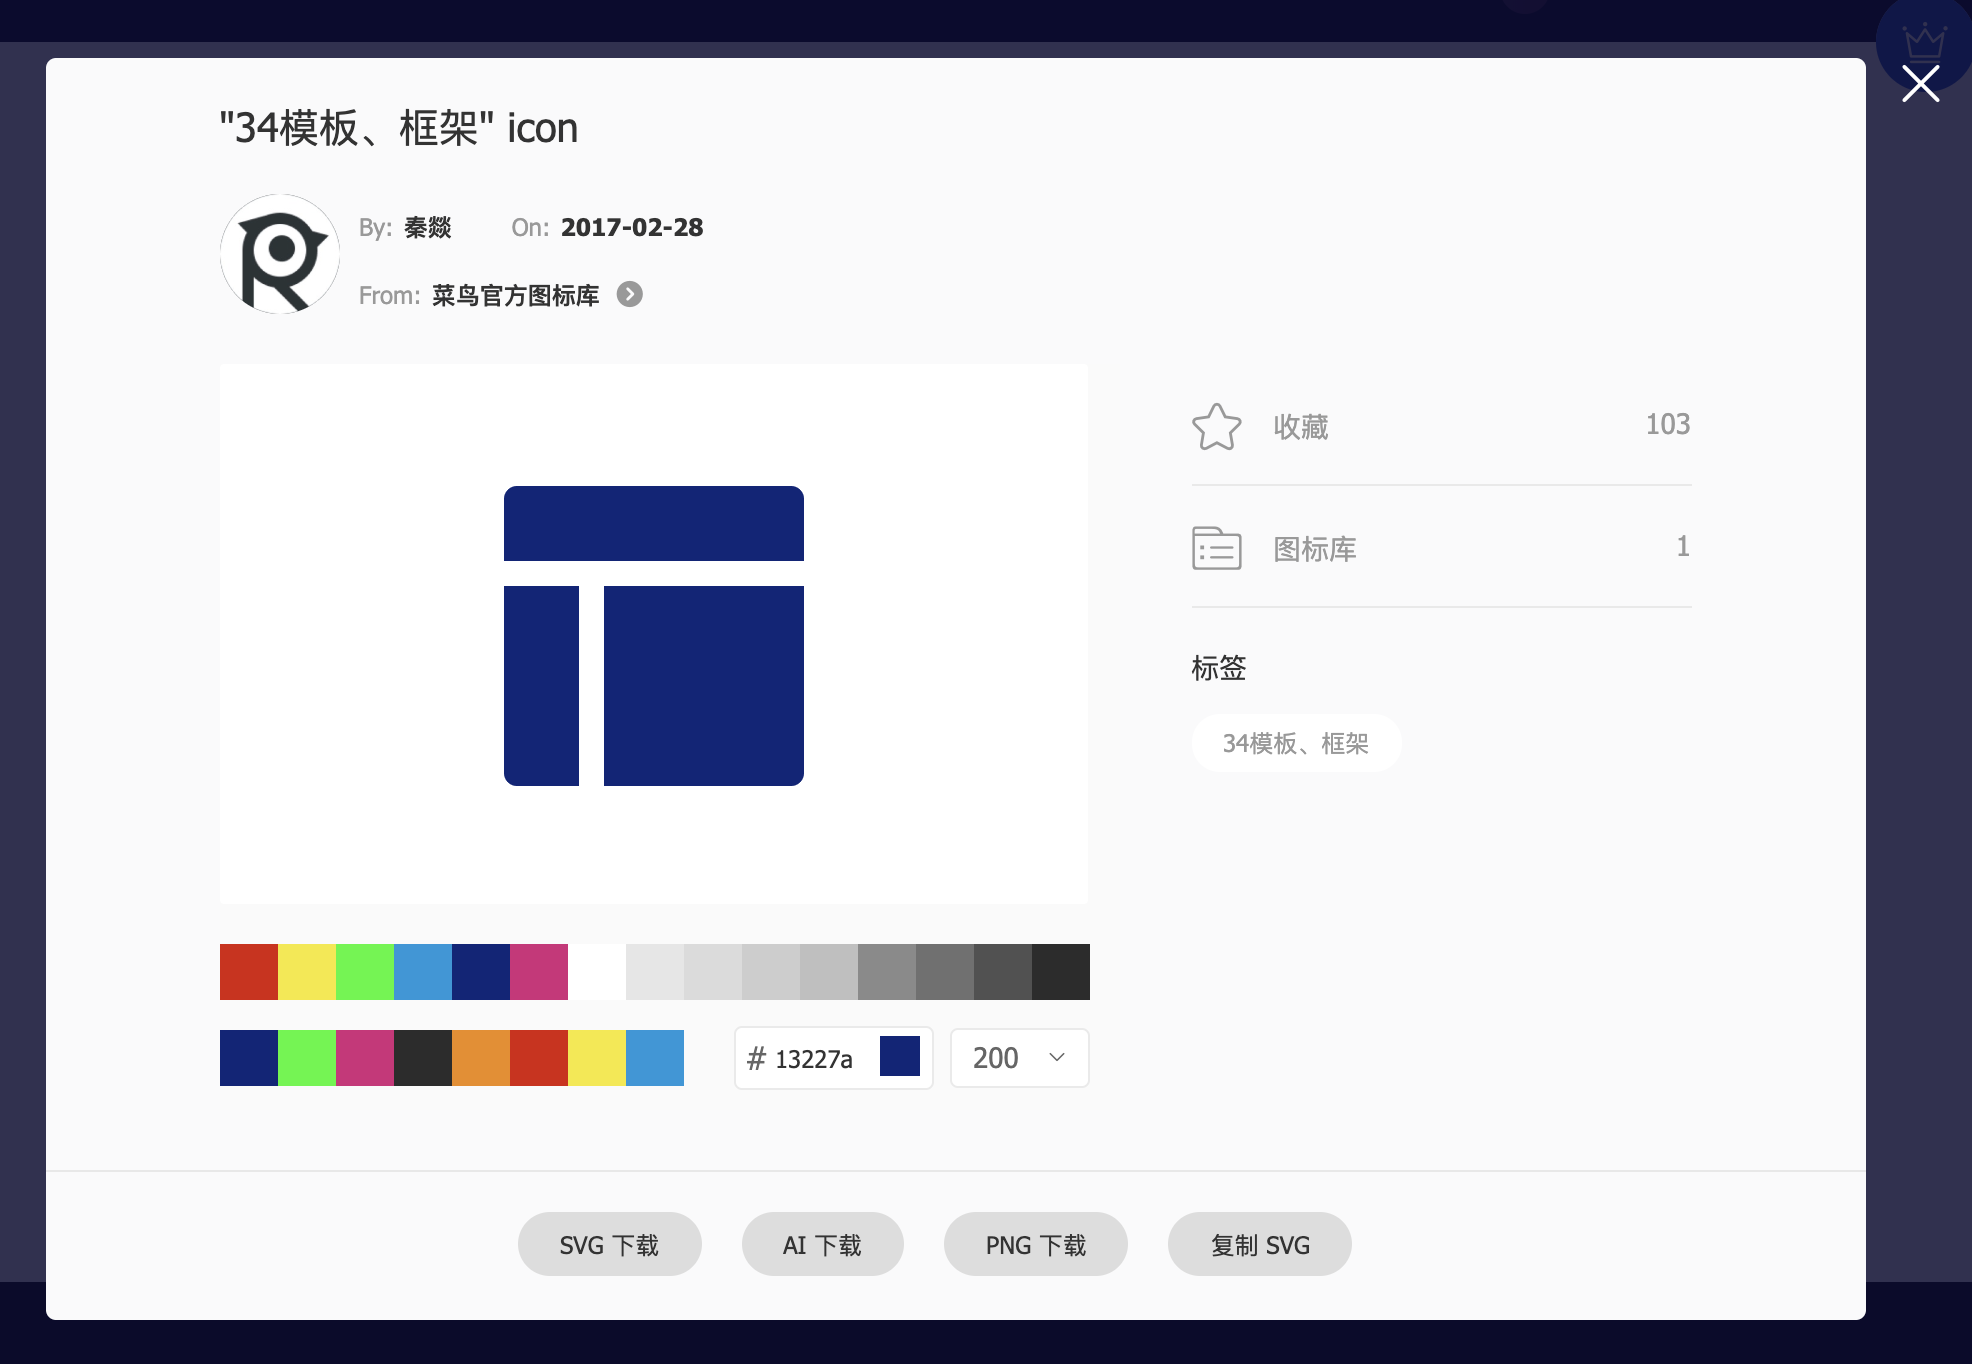 "34模板、框架" icon
By: 秦燚 On: 2017-02-28
From: 菜鸟官方图标库
收藏 103
图标库 1
标签
34模板、框架
# 13227a 200
SVG 下载 AI 下载 PNG 下载 复制 SVG